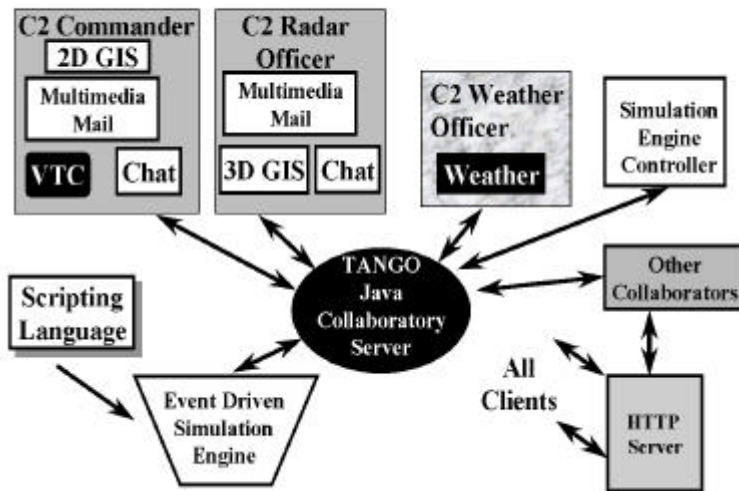 C2 Commander
2D GIS
Multimedia
Mail
VTC
Chat
C2 Radar
Officer
Multimedia
Mail
3D GIS
Chat
C2 Weather
Officer
Weather
Simulation
Engine
Controller
TANGO
Java
Collaboratory
Server
Other
Collaborators
Scripting
Language
Event Driven
Simulation
Engine
All
Clients
HTTP
Server